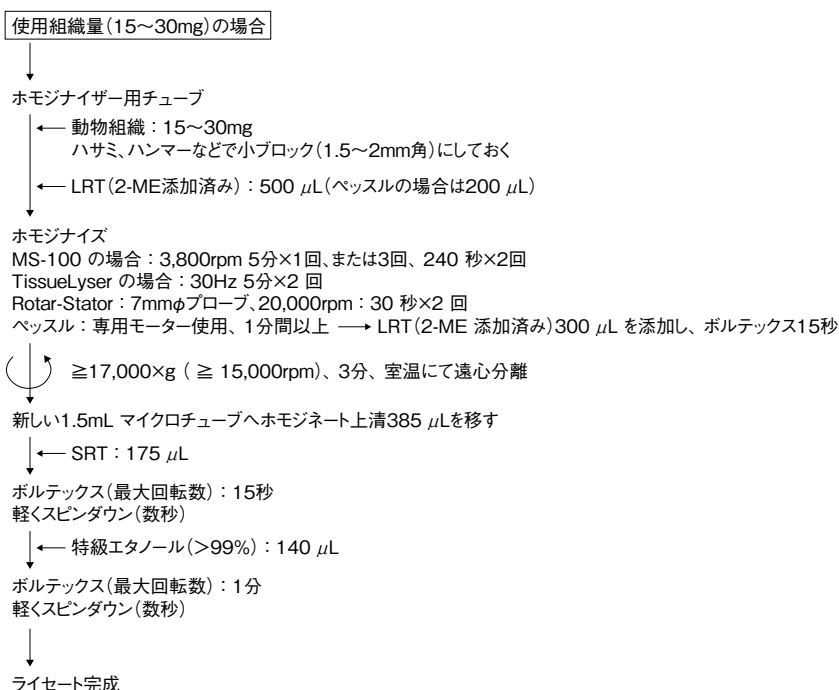 使用組織量(15～30mg)の場合
ホモジナイザー用チューブ
動物組織：15～30mg
ハサミ、ハンマーなどで小ブロック(1.5～2mm角)にしておく
LRT(2-ME添加済み)：500 μL(ペッスルの場合は200 μL)
ホモジナイズ
MS-100 の場合：3,800rpm 5分×1回、または3回、240 秒×2回
TissueLyser の場合：30Hz 5分×2 回
Rotar-Stator：7mmφプローブ、20,000rpm：30 秒×2 回
ペッスル：専用モーター使用、1分間以上 → LRT(2-ME 添加済み)300 μL を添加し、ボルテックス15秒
≧17,000×g ( ≧ 15,000rpm)、3分、室温にて遠心分離
新しい1.5mL マイクロチューブへホモジネート上清385 μLを移す
SRT：175 μL
ボルテックス(最大回転数)：15秒
軽くスピンダウン(数秒)
特級エタノール(>99%)：140 μL
ボルテックス(最大回転数)：1分
軽くスピンダウン(数秒)
ライセート完成